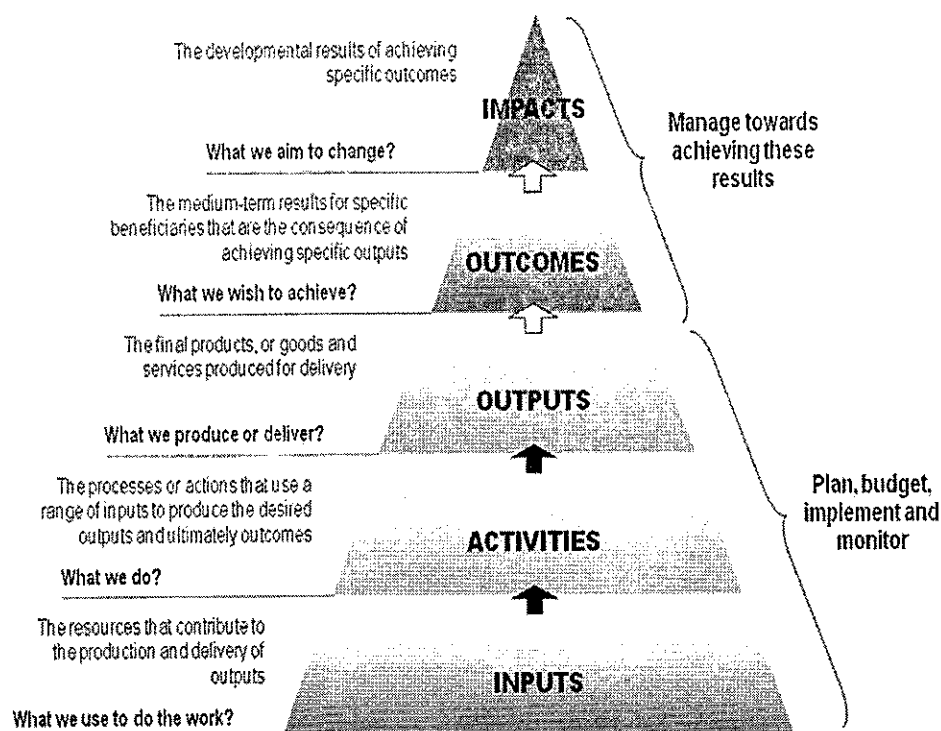 The developmental results of achieving
specific outcomes
IMPACTS
What we aim to change?
Manage towards
achieving these
results
The medium-term results for specific
beneficiaries that are the consequence of
achieving specific outputs
OUTCOMES
What we wish to achieve?
The final products, or goods and
services produced for delivery
OUTPUTS
What we produce or deliver?
The processes or actions that use a
range of inputs to produce the desired
outputs and ultimately outcomes
ACTIVITIES
What we do?
Plan, budget,
implement and
monitor
The resources that contribute to
the production and delivery of
outputs
INPUTS
What we use to do the work?